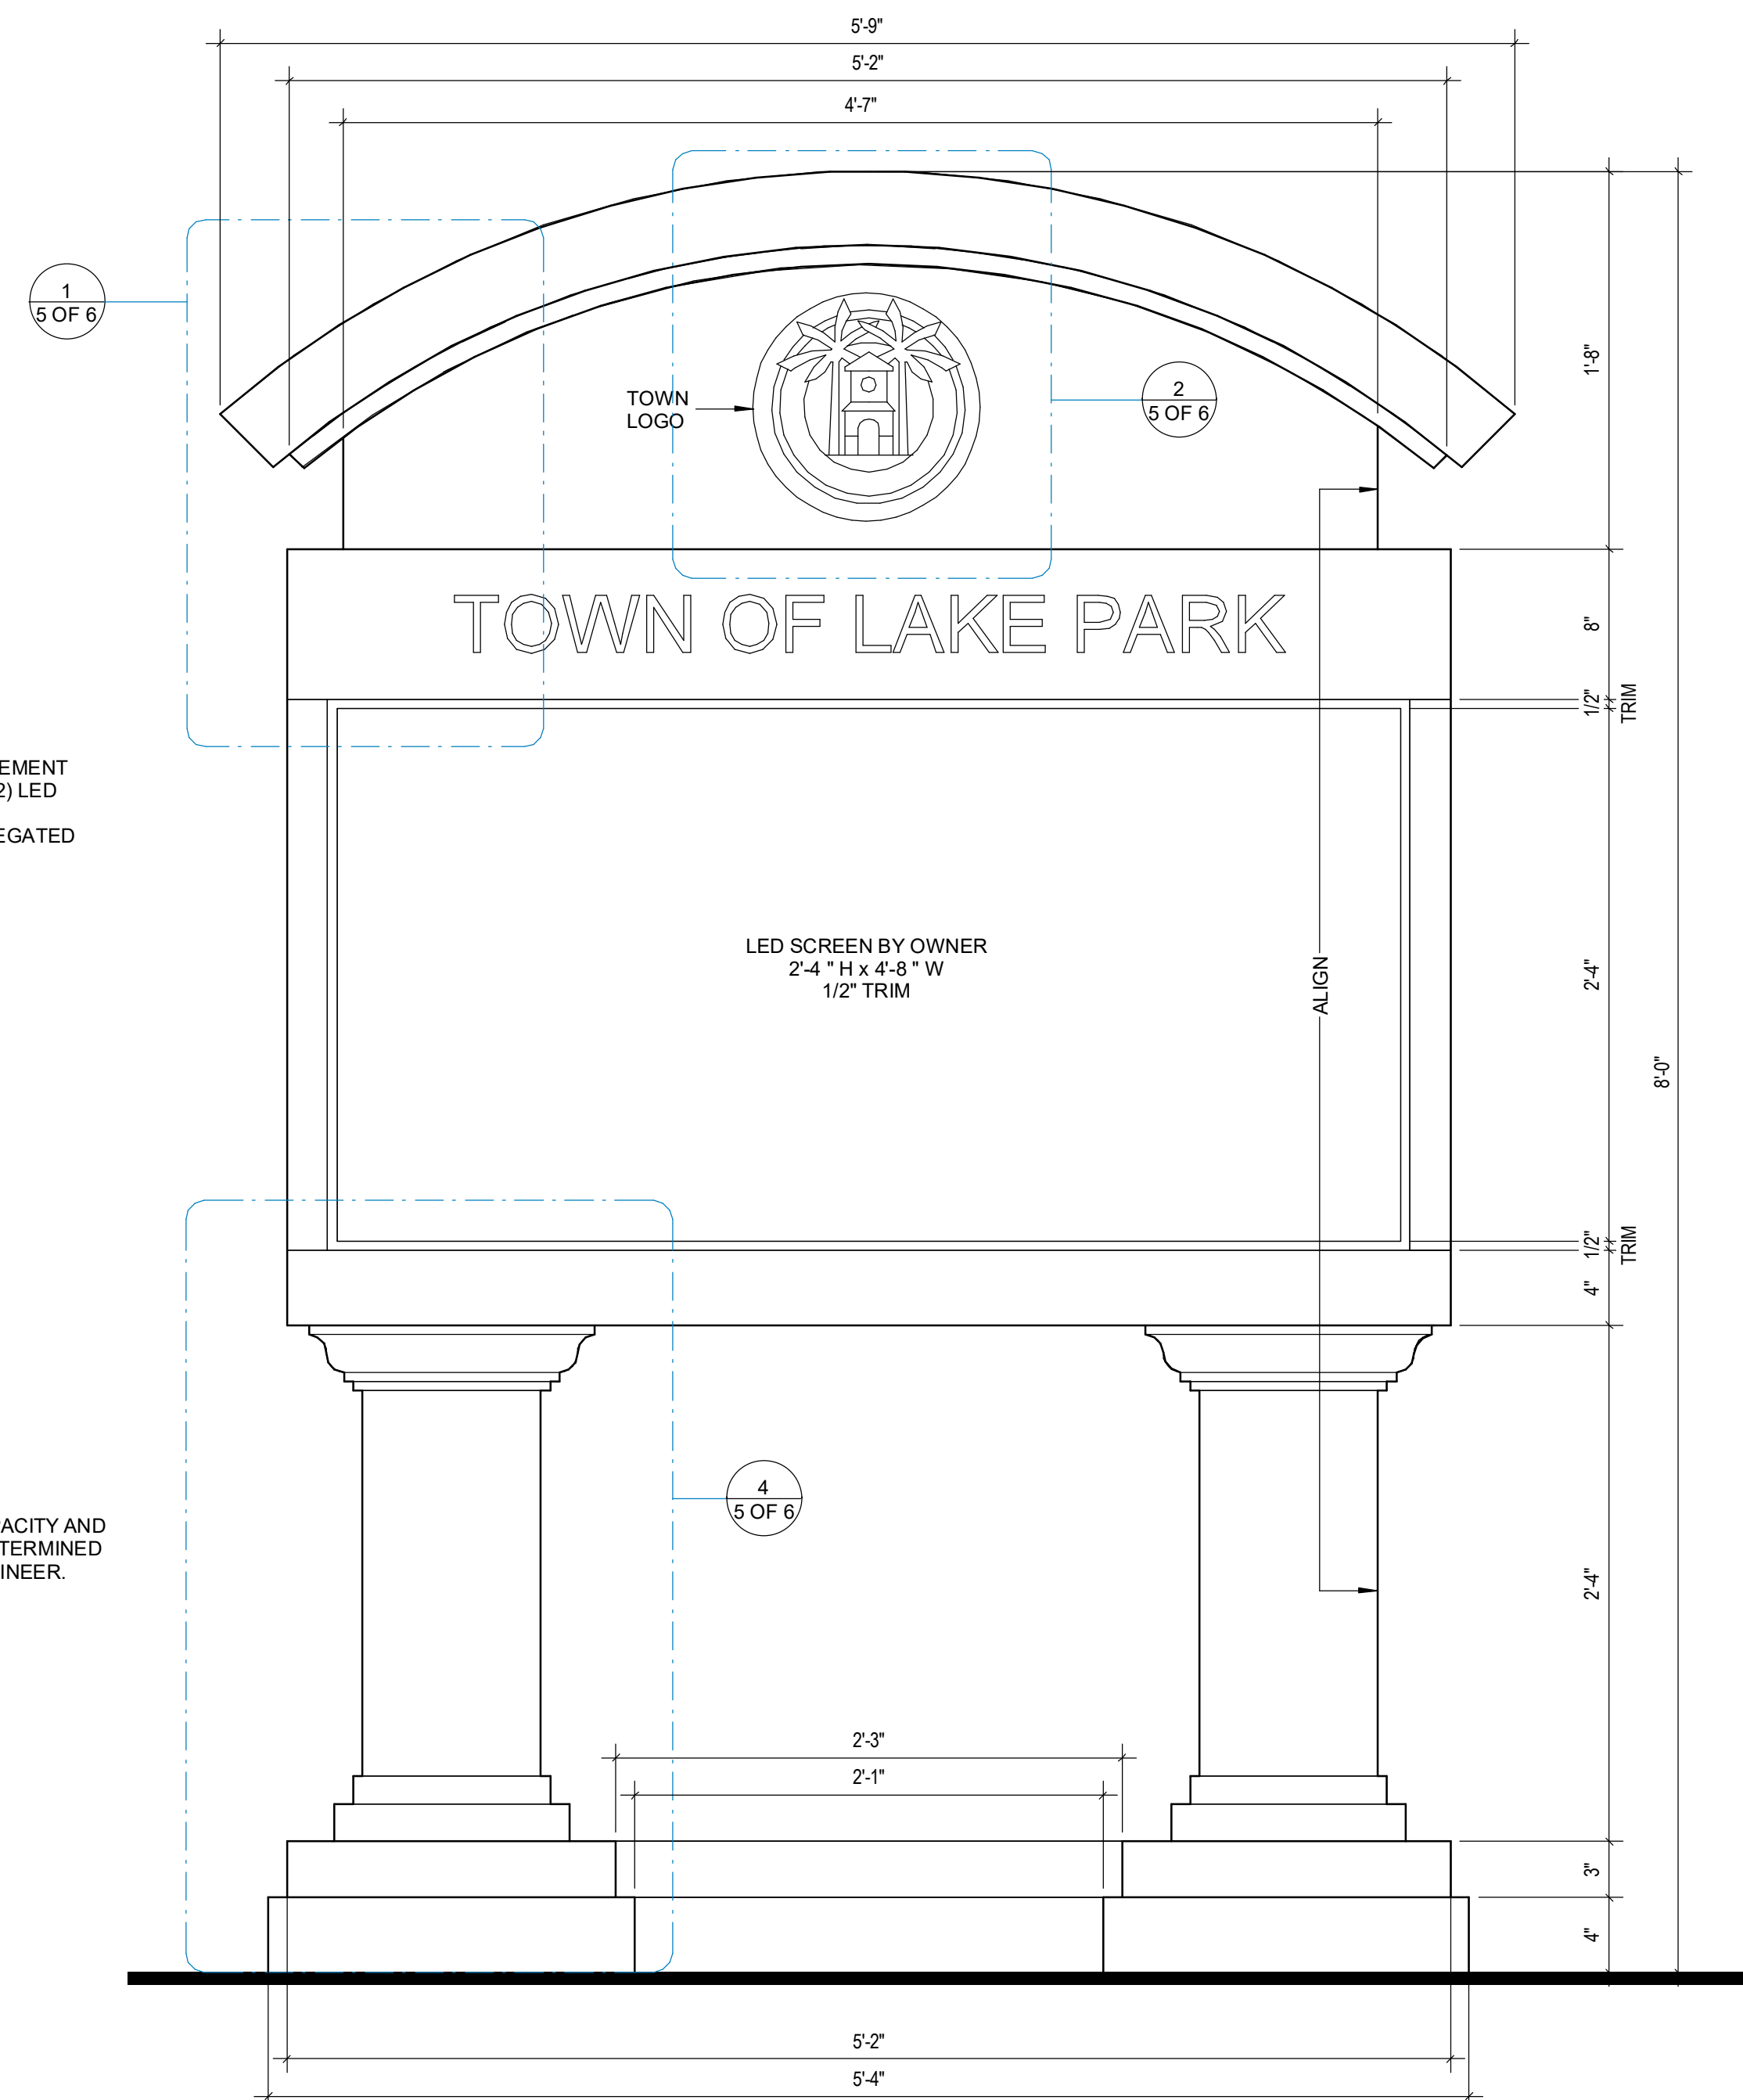 5'-9"
5'-2"
4'-7"
1
5 OF 6
TOWN
LOGO
2
5 OF 6
1'-8"
TOWN OF LAKE PARK
8"
1/2"
TRIM
EMENT
2) LED
EGATED
LED SCREEN BY OWNER
2'-4 " H x 4'-8 " W
1/2" TRIM
ALIGN
2'-4"
8'-0"
1/2"
TRIM
4"
4
5 OF 6
PACITY AND
TERMINED
INEER.
2'-4"
2'-3"
2'-1"
3"
4"
5'-2"
5'-4"